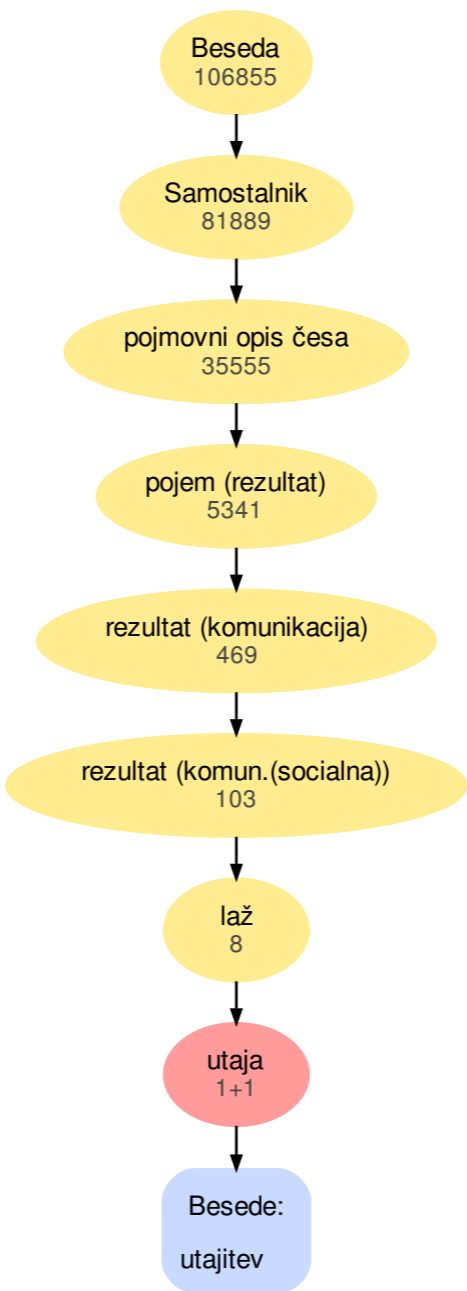 Beseda
106855
Samostalnik
81889
pojmovni opis česa
35555
pojem (rezultat)
5341
rezultat (komunikacija)
469
rezultat (komun.(socialna))
103
laž
8
utaja
1+1
Besede:
utajitev